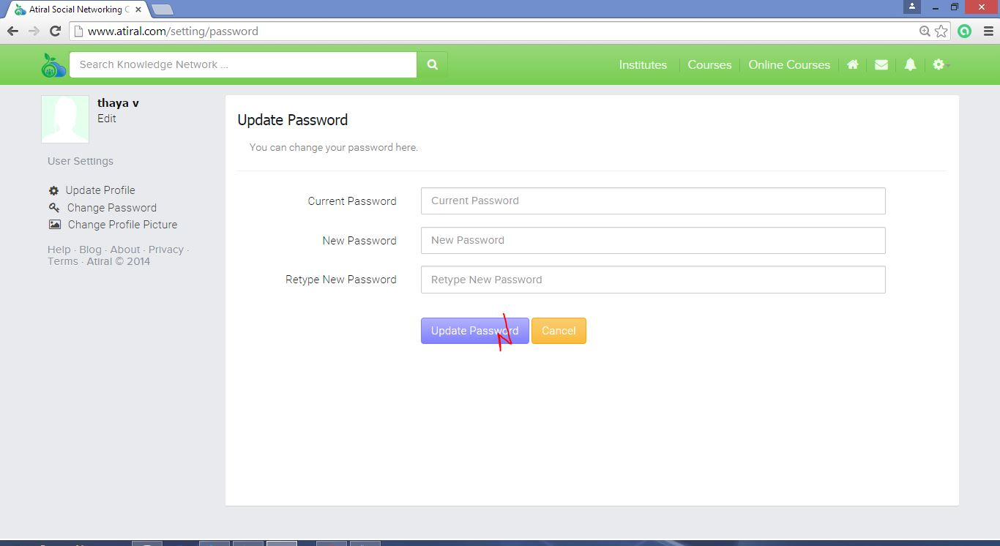 Atiral Social Networking C
www.atiral.com/setting/password
Search Knowledge Network ...
Institutes
Courses
Online Courses
thaya v
Edit
User Settings
Update Profile
Change Password
Change Profile Picture
Help · Blog · About · Privacy ·
Terms · Atiral © 2014
Update Password
You can change your password here.
Current Password
Current Password
New Password
New Password
Retype New Password
Retype New Password
Update Password
Cancel